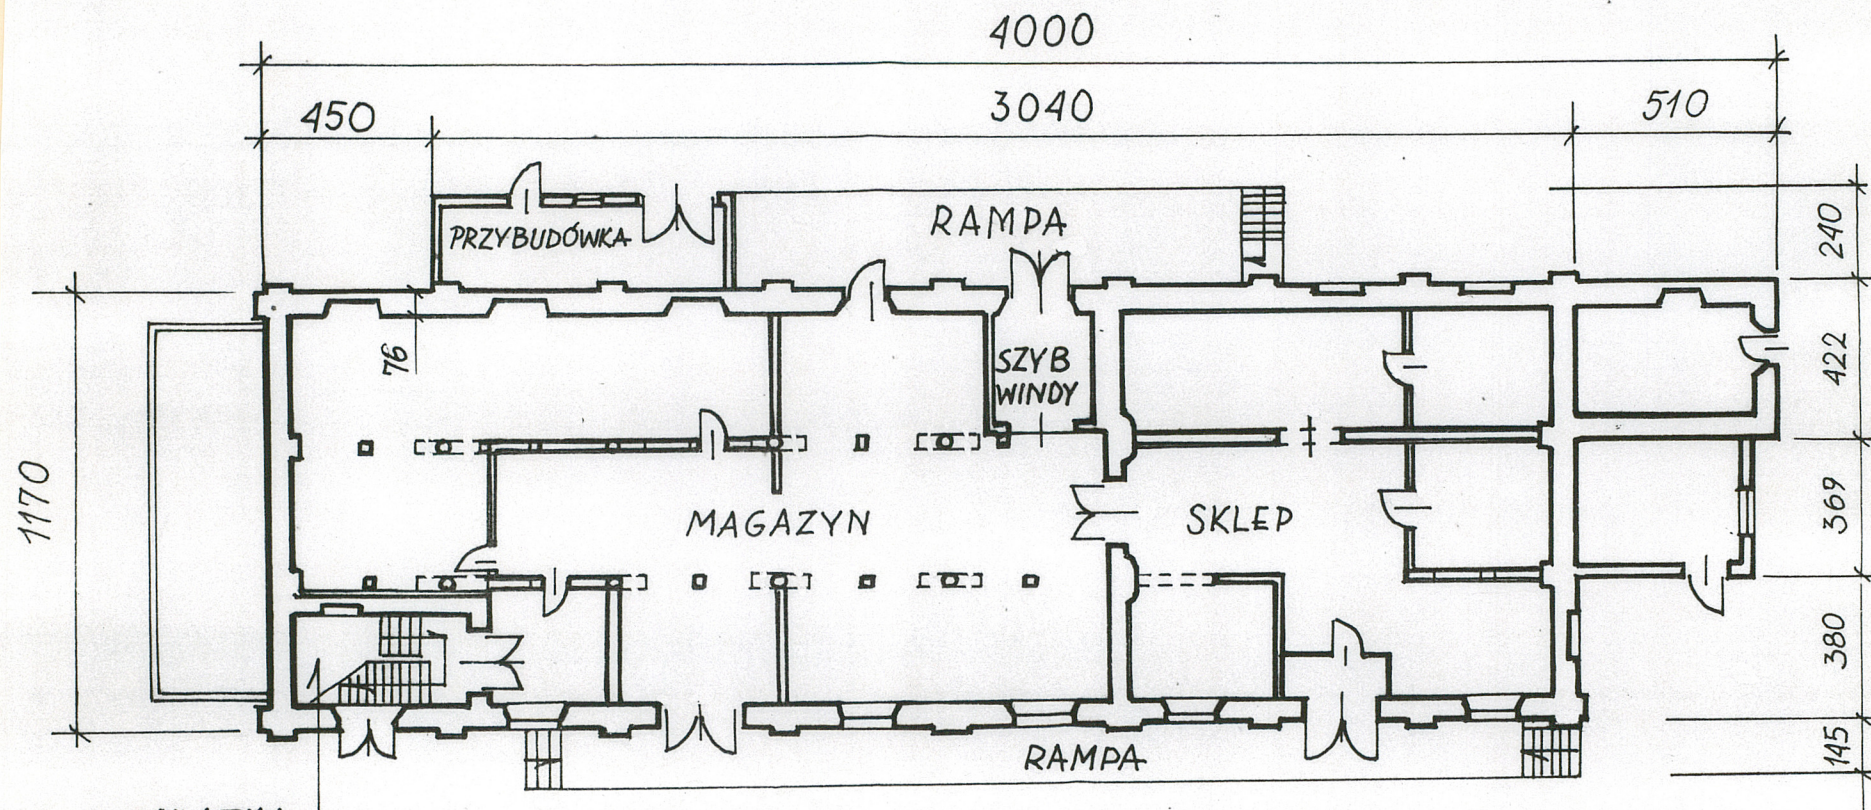 4000
450
3040
510
PRZYBUDÓWKA
RAMPA
240
76
SZYB
WINDY
422
1170
MAGAZYN
SKLEP
369
380
RAMPA
145